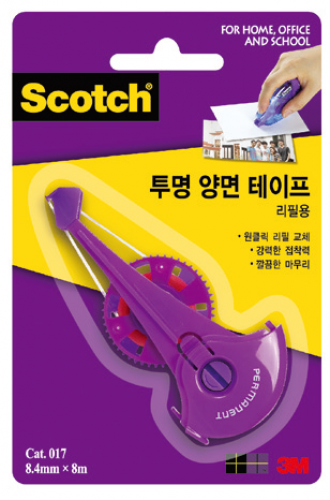 FOR HOME, OFFICE
AND SCHOOL
Scotch®
투명 양면 테이프
리필용
• 원클릭 리필 교체
• 강력한 접착력
• 깔끔한 마무리
PERMANENT
Cat. 017
8.4mm × 8m
3M